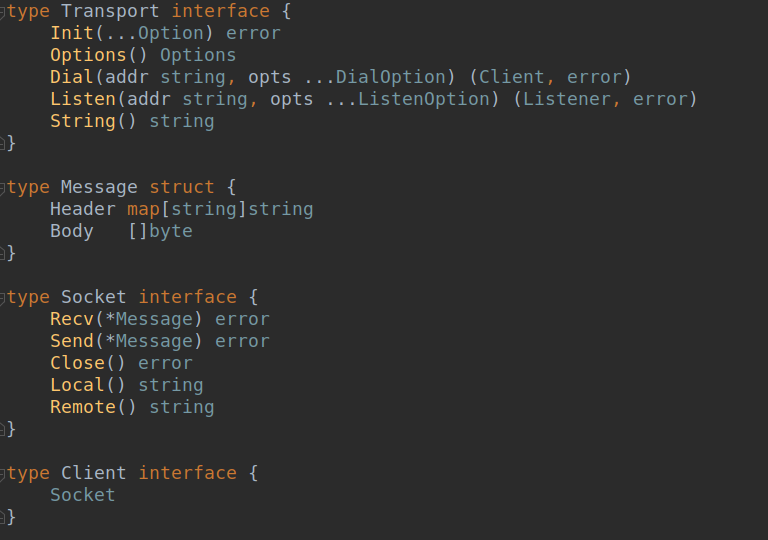 type Transport interface {
    Init(...Option) error
    Options() Options
    Dial(addr string, opts ...DialOption) (Client, error)
    Listen(addr string, opts ...ListenOption) (Listener, error)
    String() string
}

type Message struct {
    Header map[string]string
    Body   []byte
}

type Socket interface {
    Recv(*Message) error
    Send(*Message) error
    Close() error
    Local() string
    Remote() string
}

type Client interface {
    Socket
}